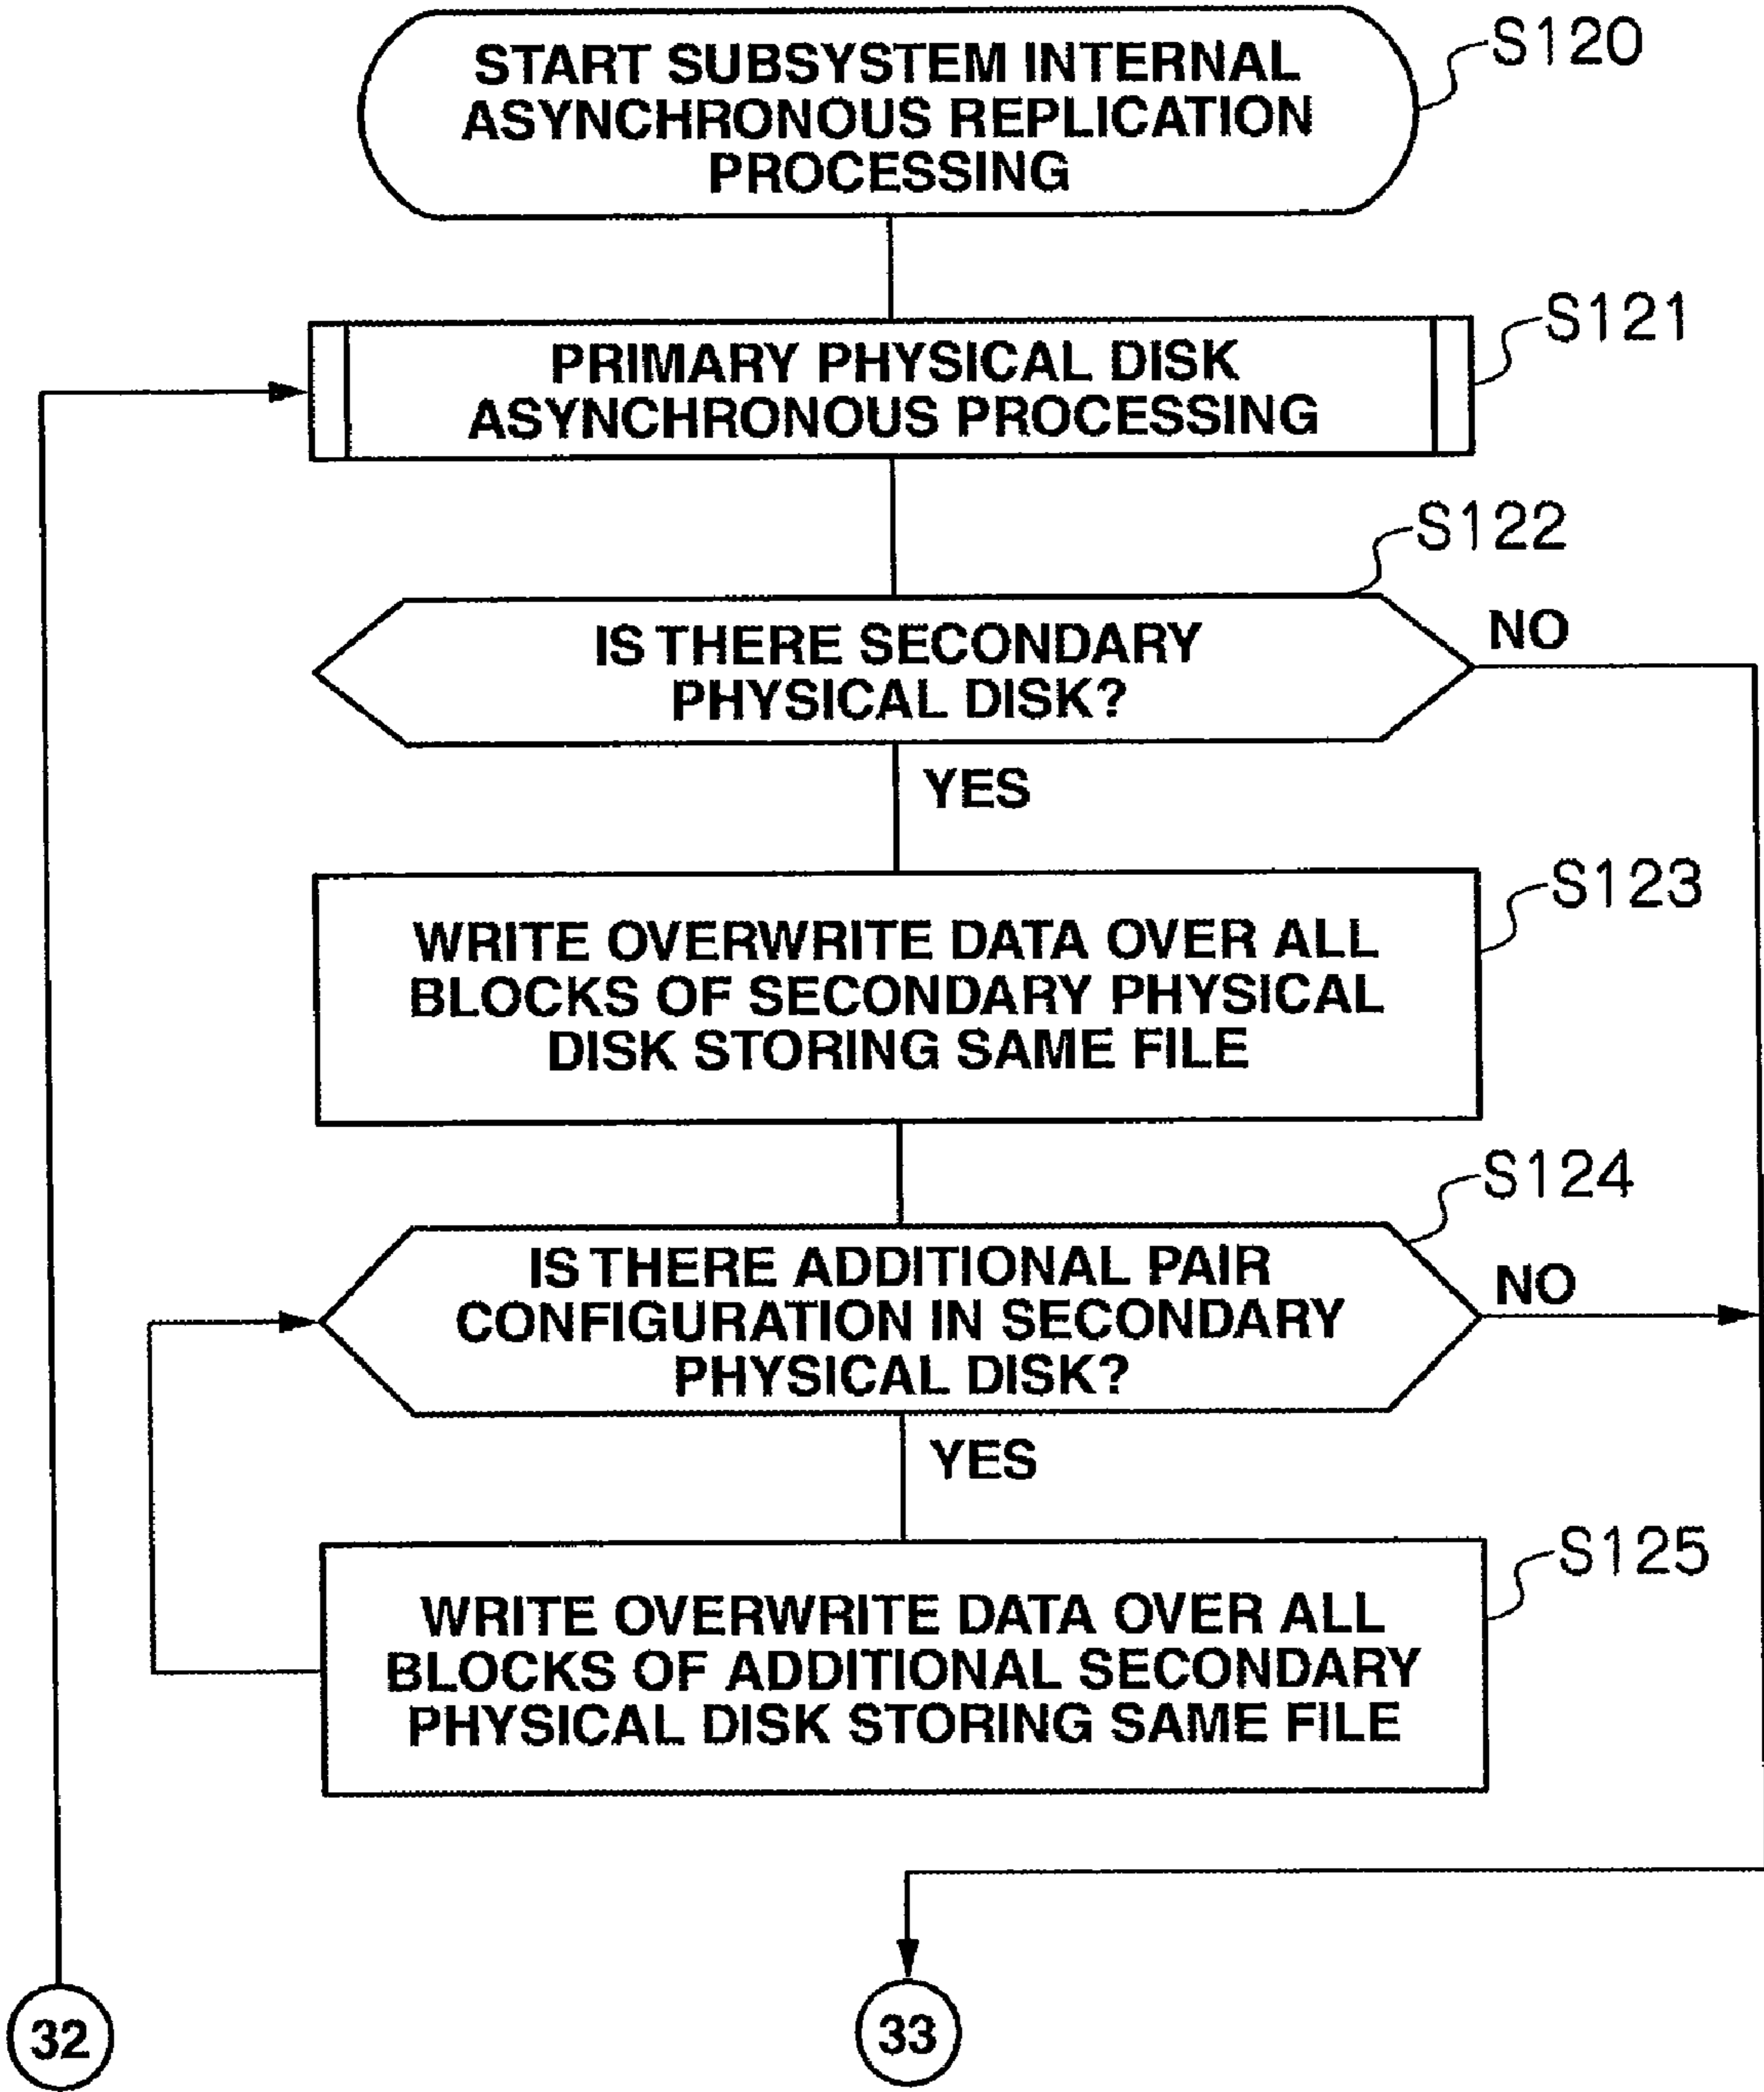 START SUBSYSTEM INTERNAL
ASYNCHRONOUS REPLICATION
PROCESSING
S120
PRIMARY PHYSICAL DISK
ASYNCHRONOUS PROCESSING
S121
S122
IS THERE SECONDARY
PHYSICAL DISK?
NO
YES
S123
WRITE OVERWRITE DATA OVER ALL
BLOCKS OF SECONDARY PHYSICAL
DISK STORING SAME FILE
S124
IS THERE ADDITIONAL PAIR
CONFIGURATION IN SECONDARY
PHYSICAL DISK?
NO
YES
S125
WRITE OVERWRITE DATA OVER ALL
BLOCKS OF ADDITIONAL SECONDARY
PHYSICAL DISK STORING SAME FILE
32
33